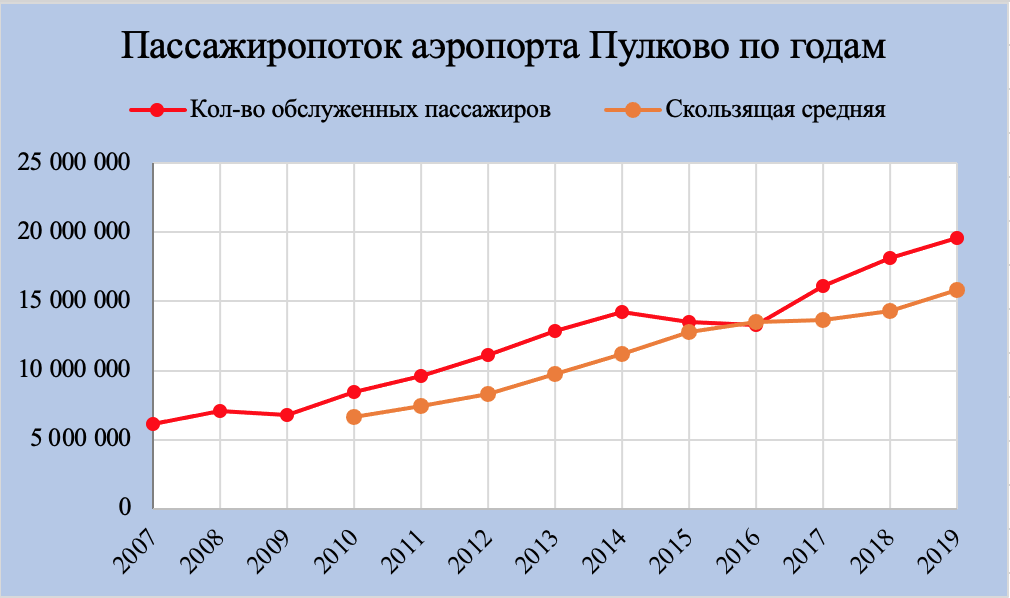 Пассажиропоток аэропорта Пулково по годам
Кол-во обслуженных пассажиров Скользящая средняя
25 000 000
20 000 000
15 000 000
10 000 000
5 000 000
0
2007 2008 2009 2010 2011 2012 2013 2014 2015 2016 2017 2018 2019